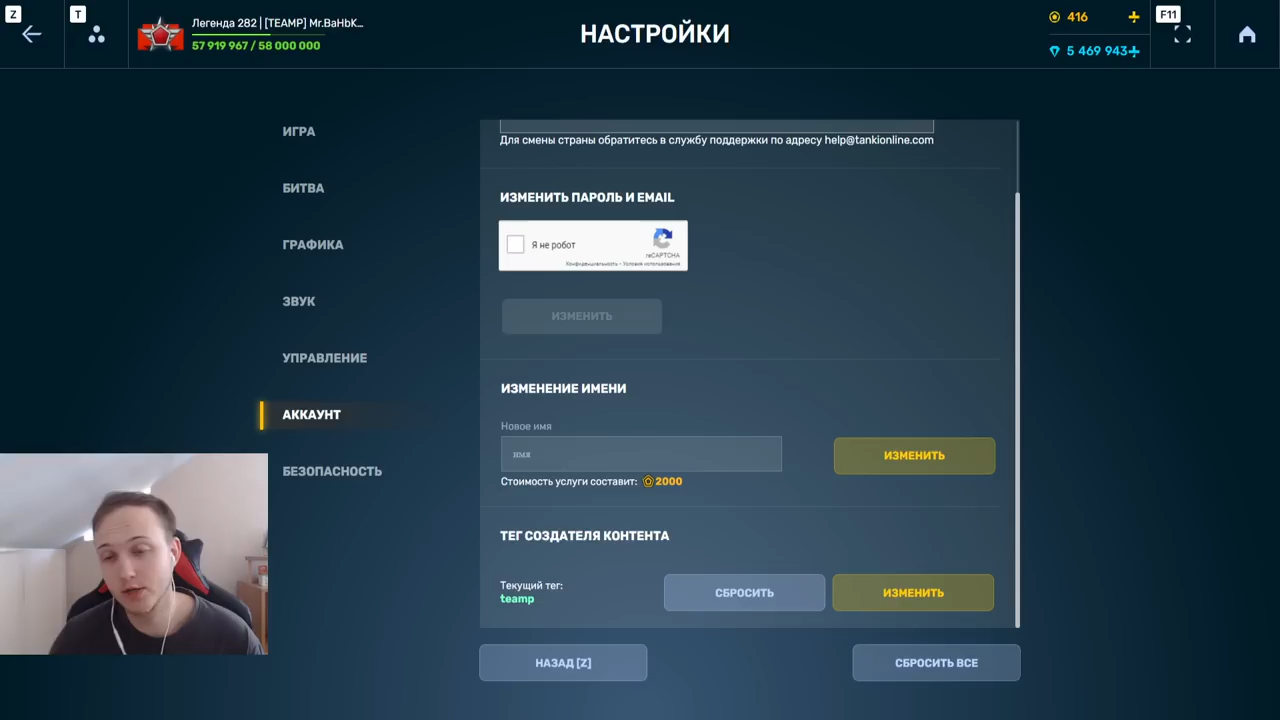 Z
T
Легенда 282 | [TEAMP] Mr.BaHbK...
57 919 967 / 58 000 000
НАСТРОЙКИ
416
5 469 943
F11
ИГРА
БИТВА
ГРАФИКА
ЗВУК
УПРАВЛЕНИЕ
АККАУНТ
БЕЗОПАСНОСТЬ
Для смены страны обратитесь в службу поддержки по адресу help@tankionline.com
ИЗМЕНИТЬ ПАРОЛЬ И EMAIL
Я не робот
reCAPTCHA
Конфиденциальность - Условия использования
ИЗМЕНИТЬ
ИЗМЕНЕНИЕ ИМЕНИ
Новое имя
имя
ИЗМЕНИТЬ
Стоимость услуги составит: 2000
ТЕГ СОЗДАТЕЛЯ КОНТЕНТА
Текущий тег:
teamp
СБРОСИТЬ
ИЗМЕНИТЬ
НАЗАД [Z]
СБРОСИТЬ ВСЕ